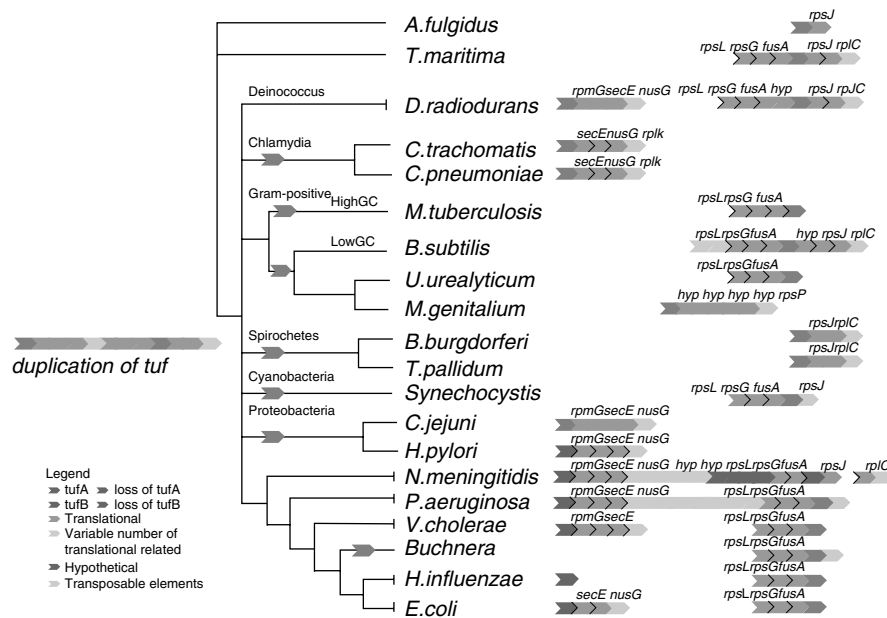 rpsJ
A.fulgidus
rpsL rpsG fusA rpsJ rplC
T.maritima
Deinococcus
rpmGsecE nusG rpsL rpsG fusA hyp rpsJ rpJC
D.radiodurans
Chlamydia
secEnusG rplk
C.trachomatis
secEnusG rplk
C.pneumoniae
Gram-positive
HighGC
rpsLrpsG fusA
M.tuberculosis
LowGC
rpsLrpsGfusA hyp rpsJ rplC
B.subtilis
rpsLrpsGfusA
U.urealyticum
hyp hyp hyp hyp rpsP
M.genitalium
Spirochetes
rpsJrplC
B.burgdorferi
duplication of tuf
rpsJrplC
T.pallidum
Cyanobacteria
rpsL rpsG fusA rpsJ
Synechocystis
Proteobacteria
rpmGsecE nusG
C.jejuni
rpmGsecE nusG
H.pylori
rpmGsecE nusG hyp hyp rpsLrpsGfusA rpsJ rplC
N.meningitidis
rpmGsecE nusG rpsLrpsGfusA
P.aeruginosa
rpmGsecE rpsLrpsGfusA
V.cholerae
rpsLrpsGfusA
Buchnera
rpsLrpsGfusA
H.influenzae
secE nusG rpsLrpsGfusA
E.coli
Legend
tufA loss of tufA
tufB loss of tufB
Translational
Variable number of
translational related
Hypothetical
Transposable elements